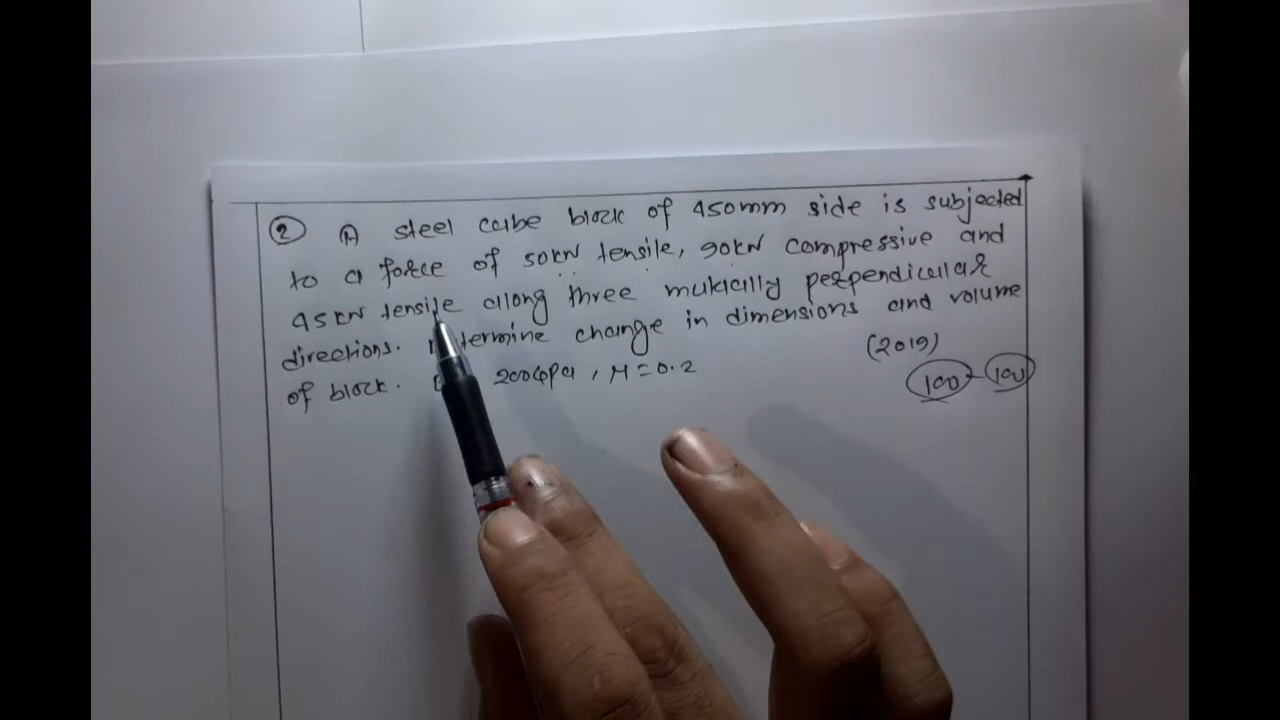 ② A steel cube block of 450mm side is subjected
to a force of 50kN tensile, 90kN compressive and
45kN tensile along three mutually perpendicular
directions. termine change in dimensions and volume
of block. 200Gpa, μ = 0.2
(2019)
100 - 100